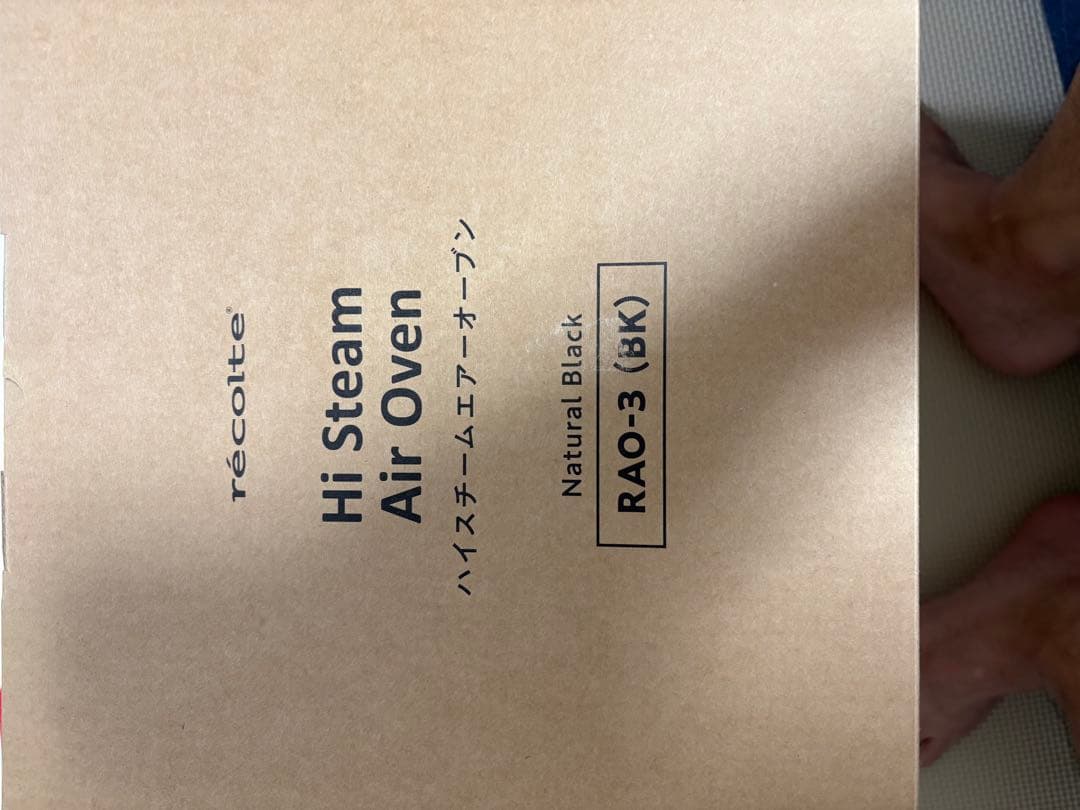 récolte®
Hi Steam
Air Oven
ハイスチームエアーオーブン
Natural Black
RAO-3 (BK)